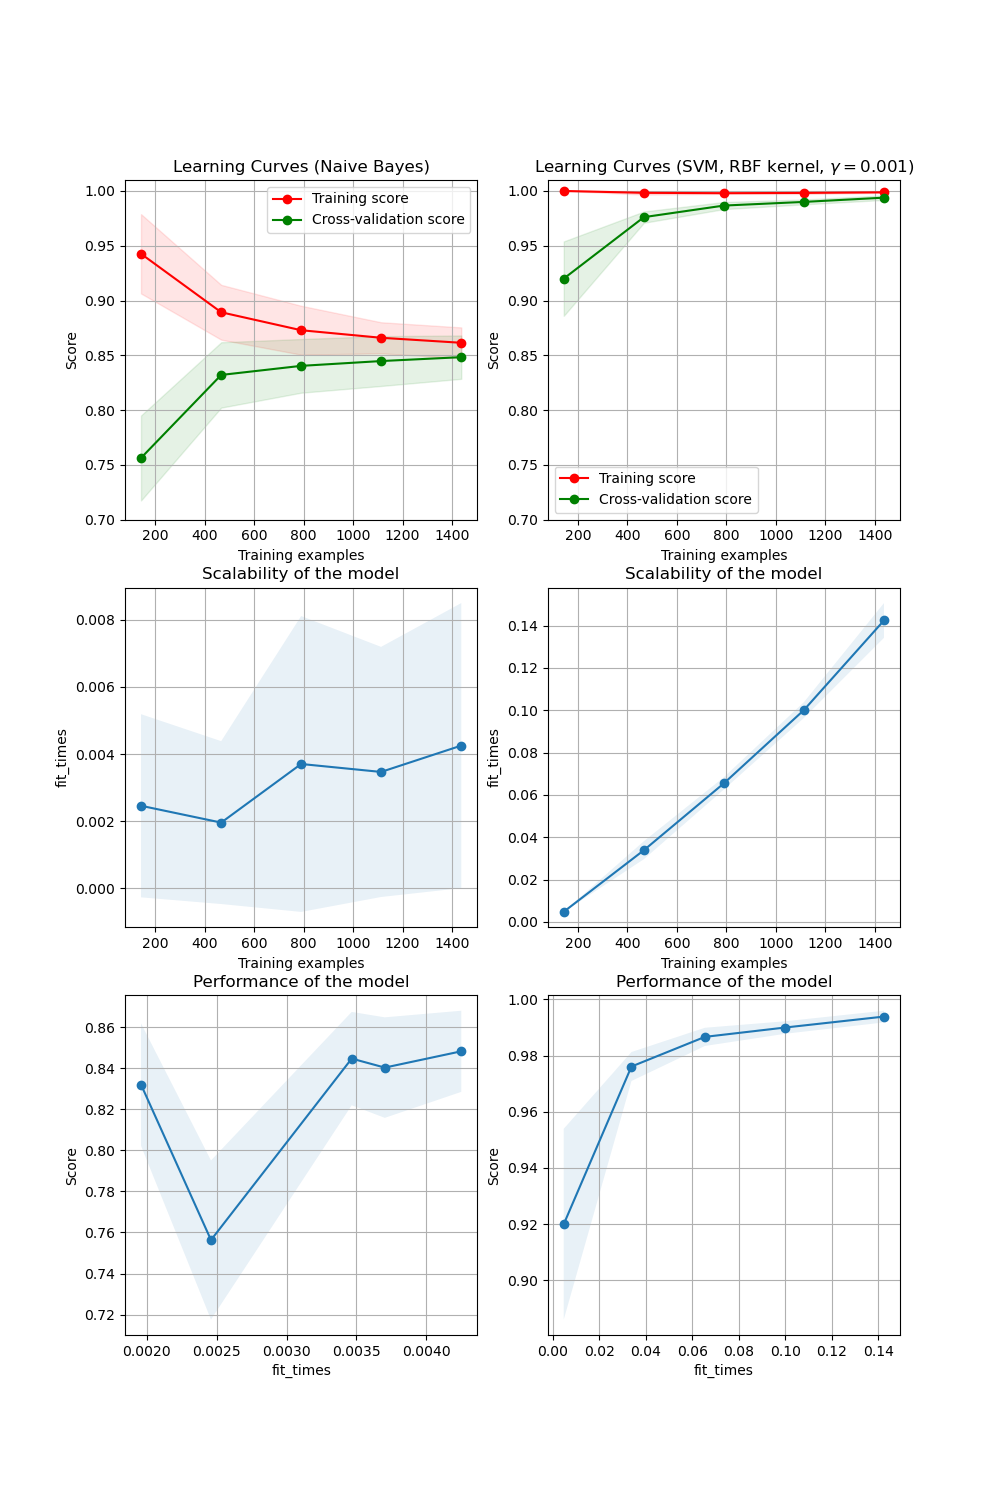 Learning Curves (Naive Bayes)
1.00
0.95
0.90
0.85
0.80
0.75
0.70
Score
Training score
Cross-validation score
200 400 600 800 1000 1200 1400
Training examples
Learning Curves (SVM, RBF kernel, γ = 0.001)
1.00
0.95
0.90
0.85
0.80
0.75
0.70
Score
Training score
Cross-validation score
200 400 600 800 1000 1200 1400
Training examples
Scalability of the model
0.008
0.006
0.004
0.002
0.000
fit_times
200 400 600 800 1000 1200 1400
Training examples
Scalability of the model
0.14
0.12
0.10
0.08
0.06
0.04
0.02
0.00
fit_times
200 400 600 800 1000 1200 1400
Training examples
Performance of the model
0.86
0.84
0.82
0.80
0.78
0.76
0.74
0.72
Score
0.0020 0.0025 0.0030 0.0035 0.0040
fit_times
Performance of the model
1.00
0.98
0.96
0.94
0.92
0.90
Score
0.00 0.02 0.04 0.06 0.08 0.10 0.12 0.14
fit_times